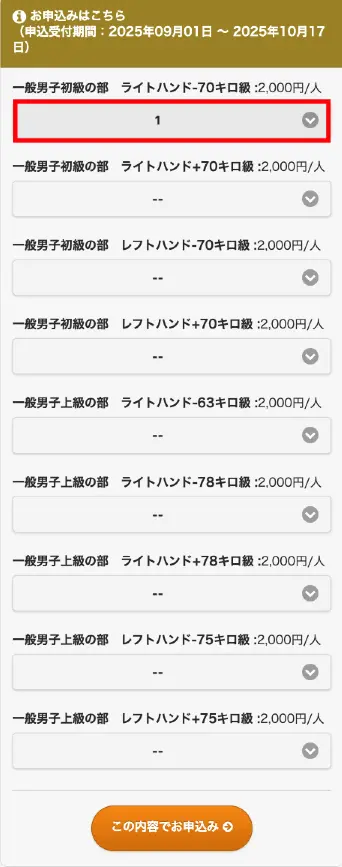 お申込みはこちら
（申込受付期間：2025年09月01日 〜 2025年10月17
日）
一般男子初級の部　ライトハンド-70キロ級 :2,000円/人
1
一般男子初級の部　ライトハンド+70キロ級 :2,000円/人
--
一般男子初級の部　レフトハンド-70キロ級 :2,000円/人
--
一般男子初級の部　レフトハンド+70キロ級 :2,000円/人
--
一般男子上級の部　ライトハンド-63キロ級 :2,000円/人
--
一般男子上級の部　ライトハンド-78キロ級 :2,000円/人
--
一般男子上級の部　ライトハンド+78キロ級 :2,000円/人
--
一般男子上級の部　レフトハンド-75キロ級 :2,000円/人
--
一般男子上級の部　レフトハンド+75キロ級 :2,000円/人
--
この内容でお申込み